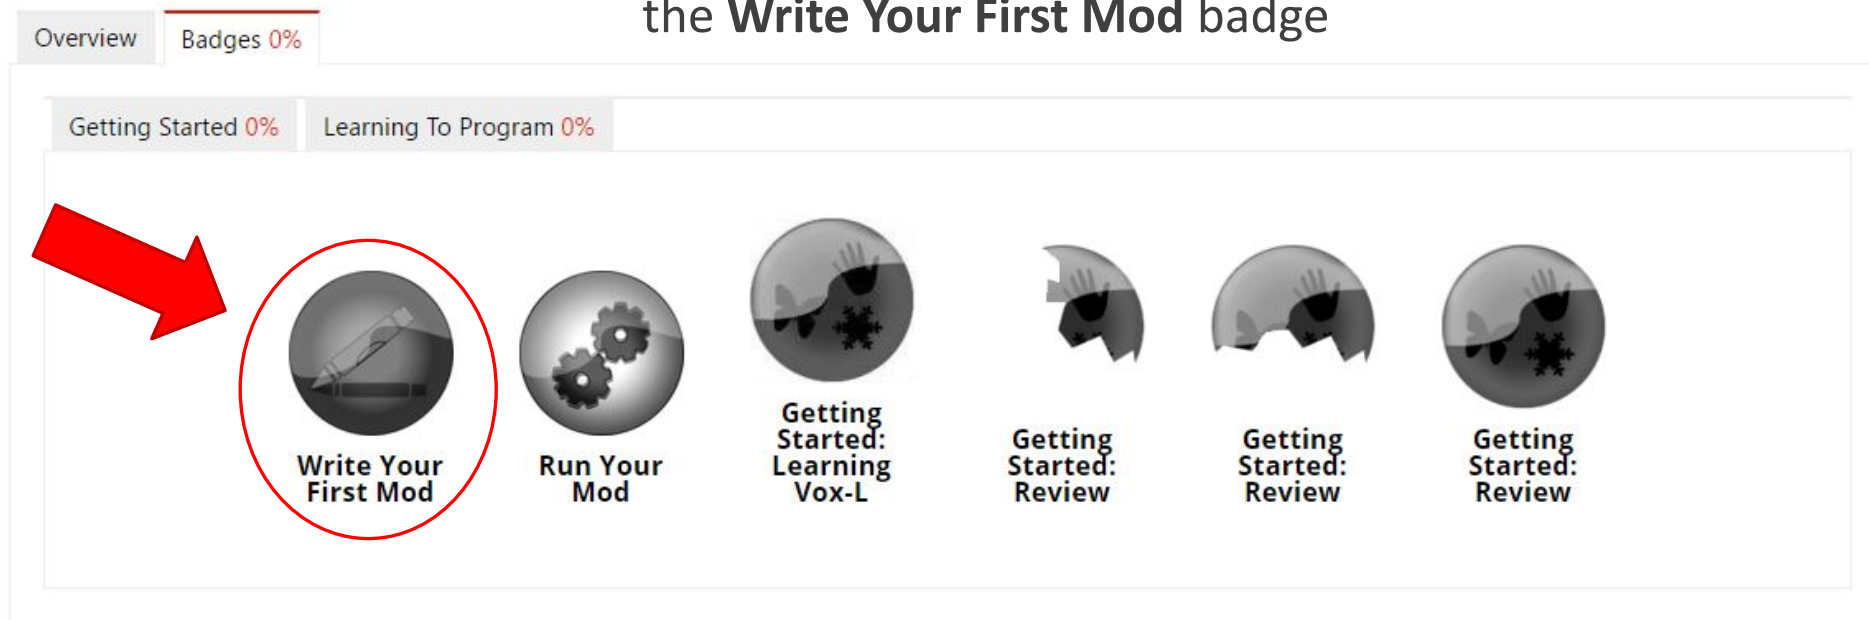 the Write Your First Mod badge
Overview
Badges 0%
Getting Started 0%
Learning To Program 0%
Write Your
First Mod
Run Your
Mod
Getting
Started:
Learning
Vox-L
Getting
Started:
Review
Getting
Started:
Review
Getting
Started:
Review